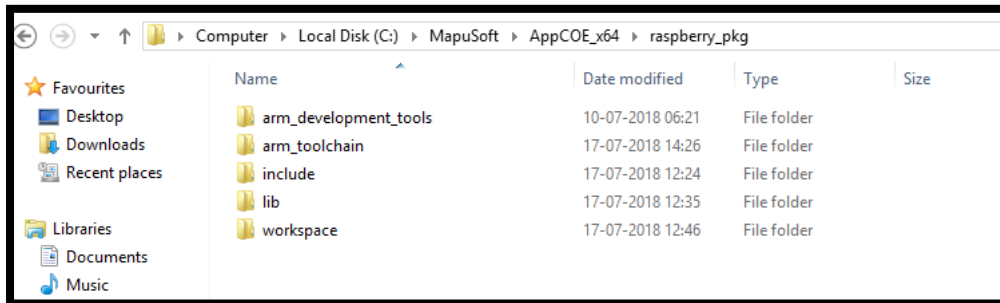 Computer Local Disk (C:) MapuSoft AppCOE_x64 raspberry_pkg
Favourites
Desktop
Downloads
Recent places
Libraries
Documents
Music
Name Date modified Type Size
arm_development_tools 10-07-2018 06:21 File folder
arm_toolchain 17-07-2018 14:26 File folder
include 17-07-2018 12:24 File folder
lib 17-07-2018 12:35 File folder
workspace 17-07-2018 12:46 File folder